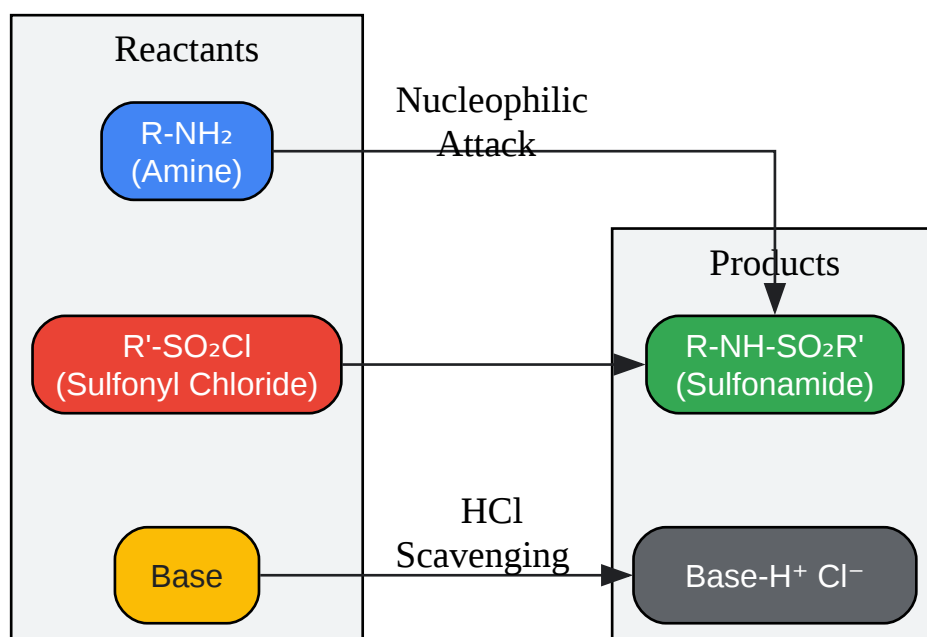 Reactants
R-NH₂
(Amine)
Nucleophilic
Attack
Products
R'-SO₂Cl
(Sulfonyl Chloride)
R-NH-SO₂R'
(Sulfonamide)
HCl
Scavenging
Base
Base-H⁺ Cl⁻